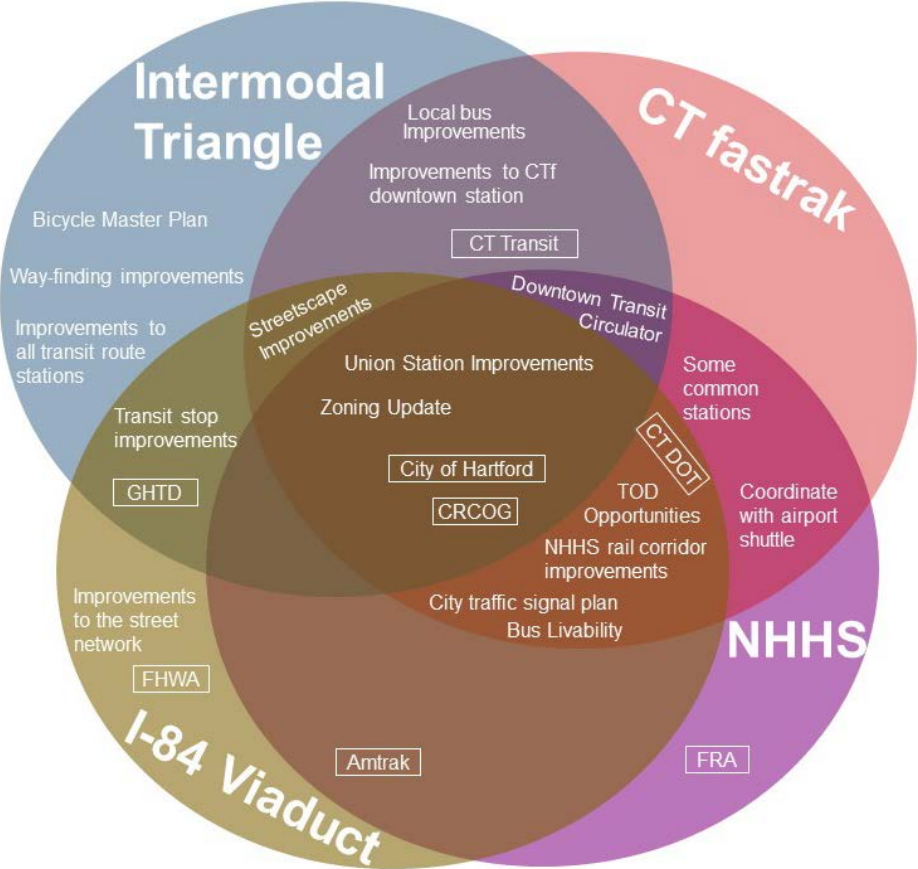 Intermodal
Triangle
CT fastrak
Local bus
Improvements
Improvements to CTf
downtown station
CT Transit
Bicycle Master Plan
Way-finding improvements
Improvements to
all transit route
stations
Streetscape
Improvements
Downtown Transit
Circulator
Union Station Improvements
Zoning Update
Some
common
stations
Transit stop
improvements
GHTD
City of Hartford
CRCOG
CT DOT
TOD
Opportunities
Coordinate
with airport
shuttle
NHHS rail corridor
improvements
City traffic signal plan
Bus Livability
Improvements
to the street
network
FHWA
NHHS
I-84 Viaduct
Amtrak
FRA